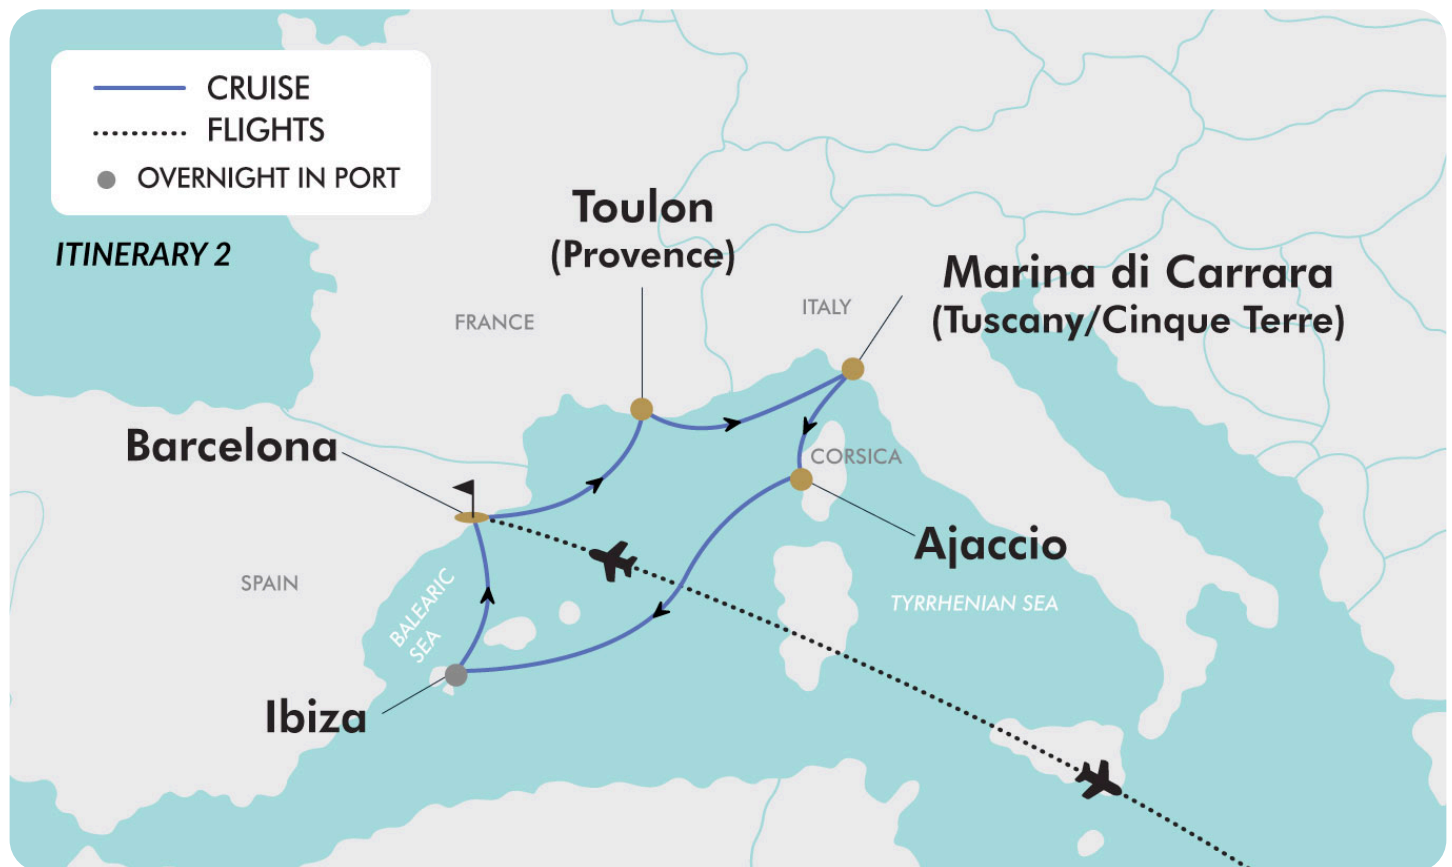 CRUISE
FLIGHTS
OVERNIGHT IN PORT
ITINERARY 2
Toulon
(Provence)
Marina di Carrara
(Tuscany/Cinque Terre)
FRANCE
ITALY
Barcelona
CORSICA
Ajaccio
SPAIN
BALEARIC
SEA
TYRRHENIAN SEA
Ibiza